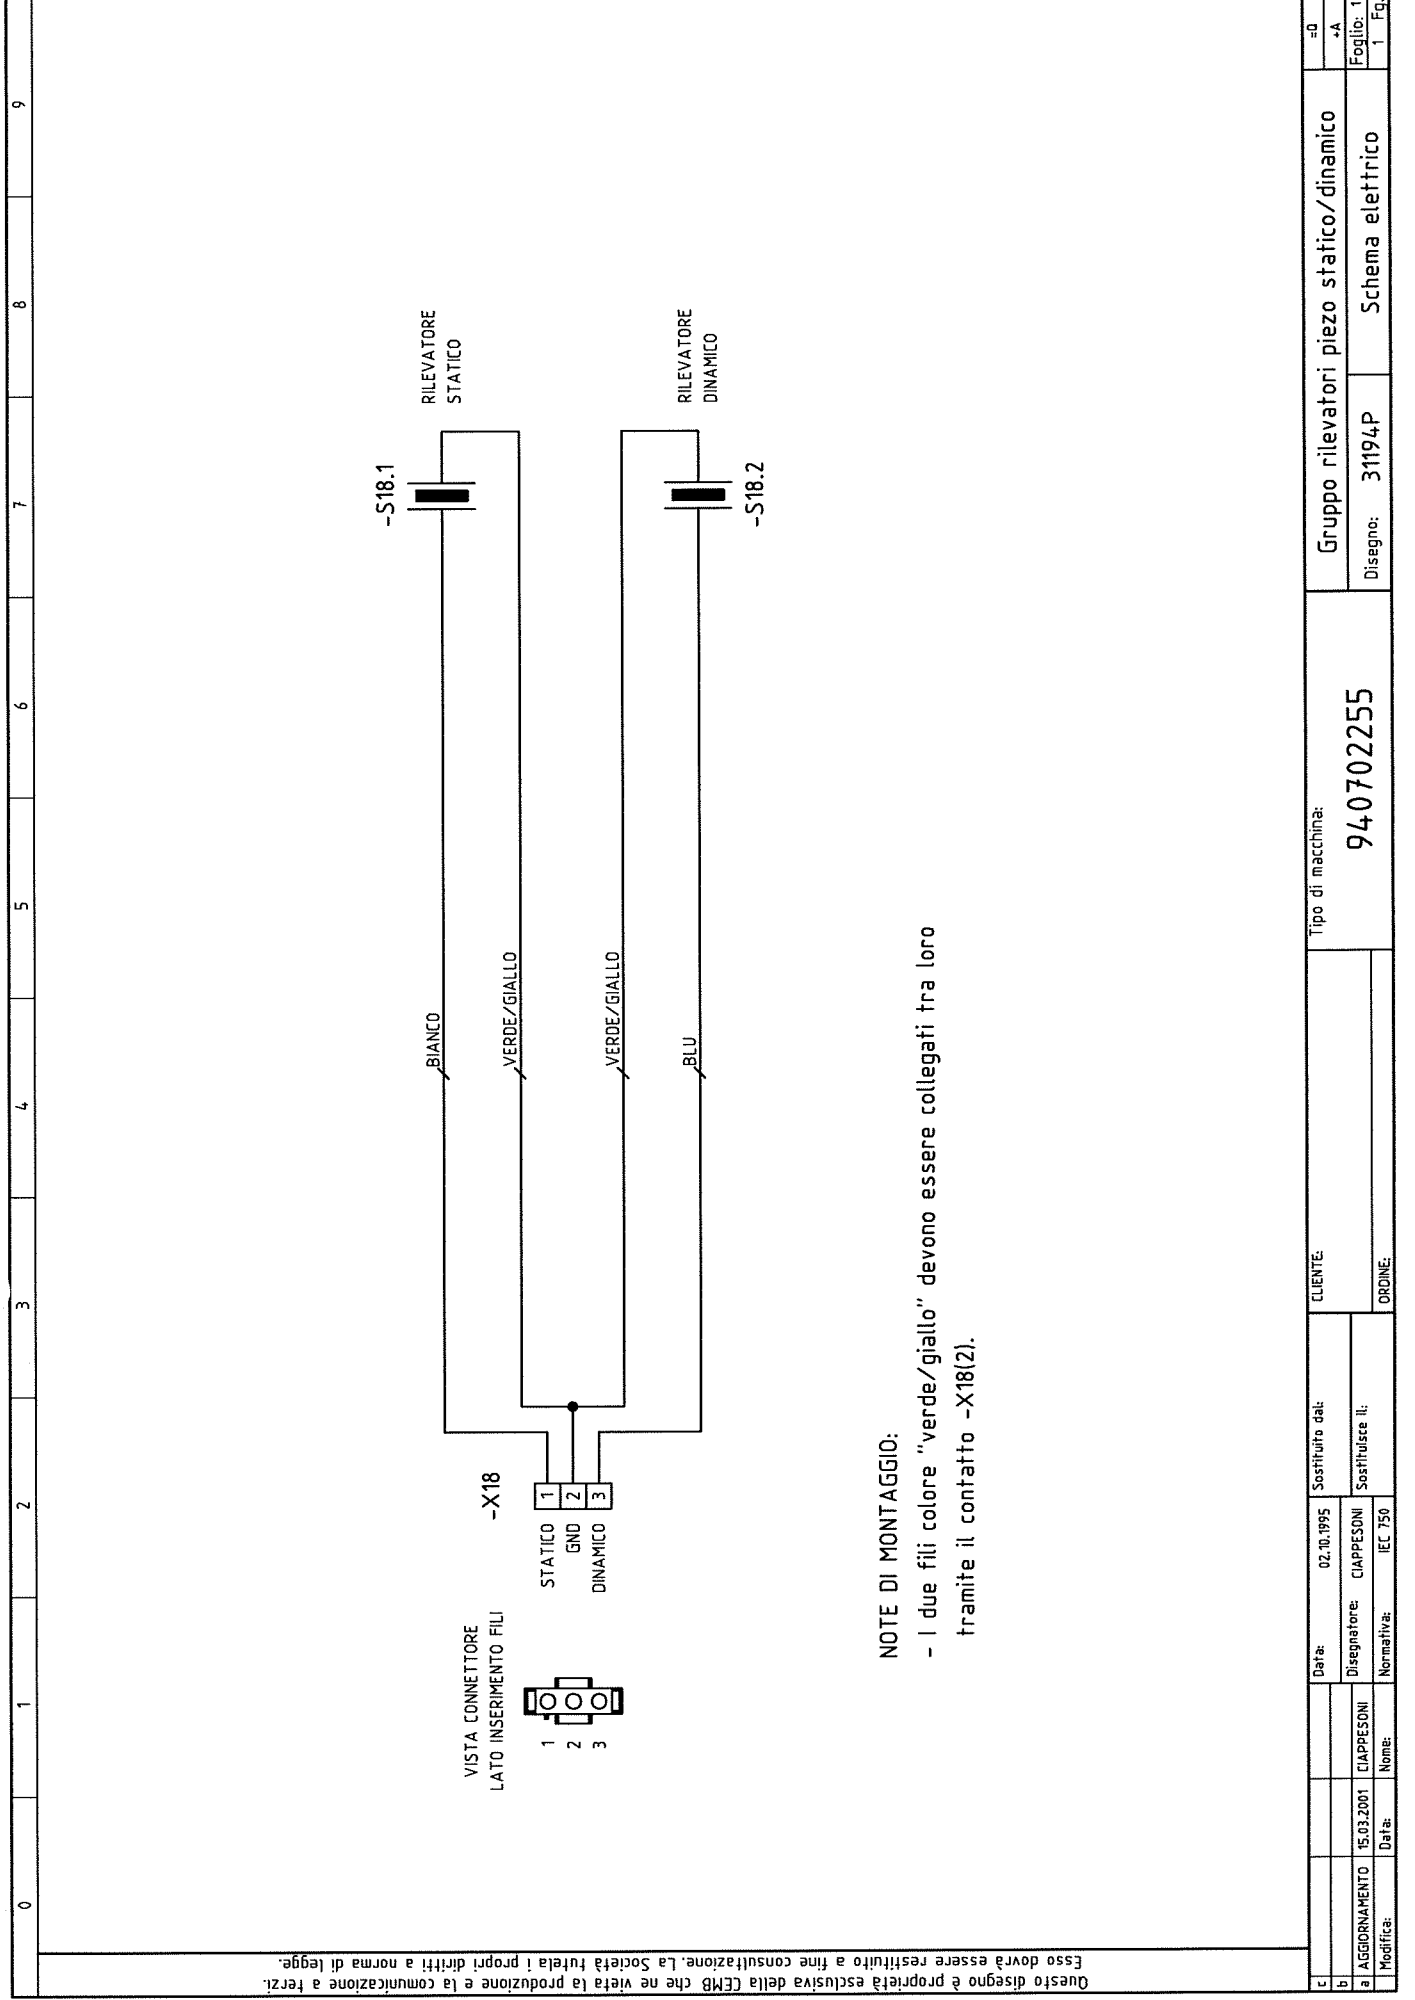 0 1 2 3 4 5 6 7 8 9
-S18.1
RILEVATORE
STATICO
BIANCO
VERDE/GIALLO
VERDE/GIALLO
BLU
RILEVATORE
DINAMICO
-S18.2
-X18
STATICO 1
GND 2
DINAMICO 3
VISTA CONNETTORE
LATO INSERIMENTO FILI
1
2
3
NOTE DI MONTAGGIO:
- I due fili colore "verde/giallo" devono essere collegati tra loro
tramite il contatto -X18(2).
Questo disegno è proprietà esclusiva della CEMB che ne vieta la produzione e la comunicazione a terzi.
Esso dovrà essere restituito a fine consultazione. La Società tutela i propri diritti a norma di legge.
c
b
a AGGIORNAMENTO 15.03.2001 CIAPPESONI
Modifica: Data: Nome:
Data: 02.10.1995
Disegnatore: CIAPPESONI
Normativa: IEC 750
Sostituito dal:
Sostituisce il:
CLIENTE:
ORDINE:
Tipo di macchina:
940702255
Gruppo rilevatori piezo statico/dinamico
Disegno: 31194P
Schema elettrico
=Q
+A
Foglio: 1
1 Fg.